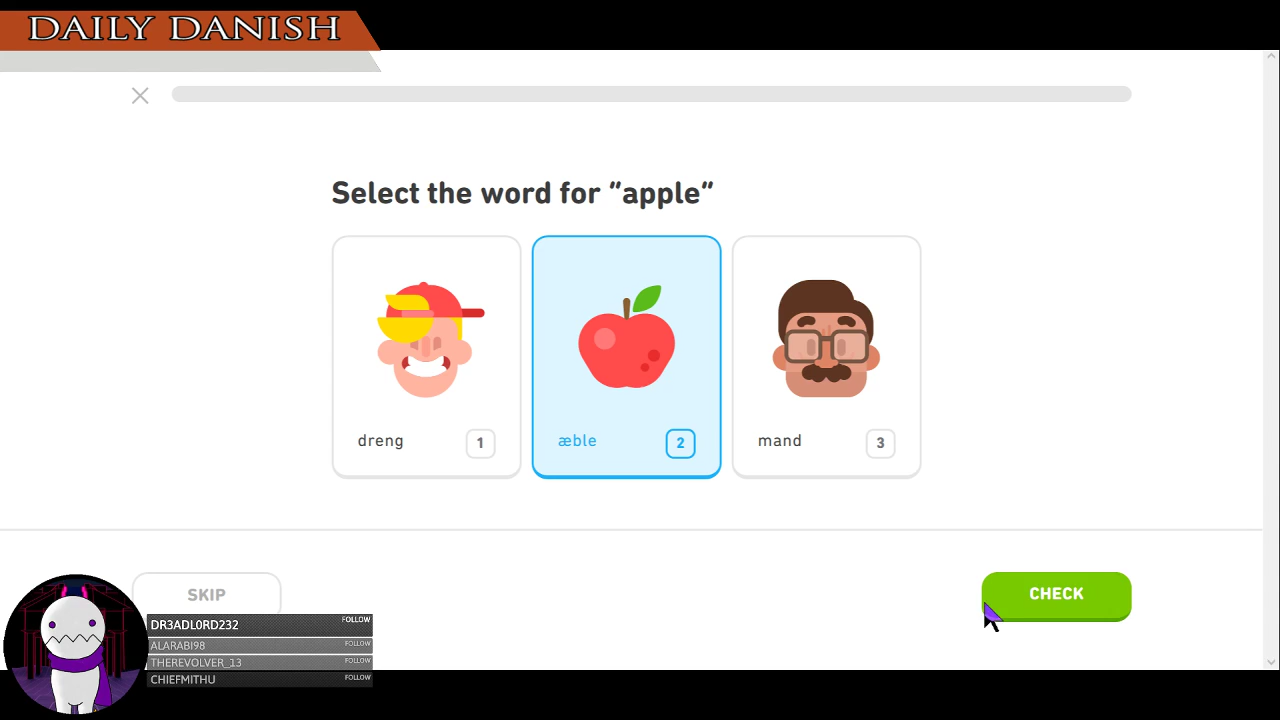 DAILY DANISH
Select the word for "apple"
dreng 1
æble 2
mand 3
SKIP
CHECK
DR3ADL0RD232 FOLLOW
ALARABI98 FOLLOW
THEREVOLVER_13 FOLLOW
CHIEFMITHU FOLLOW